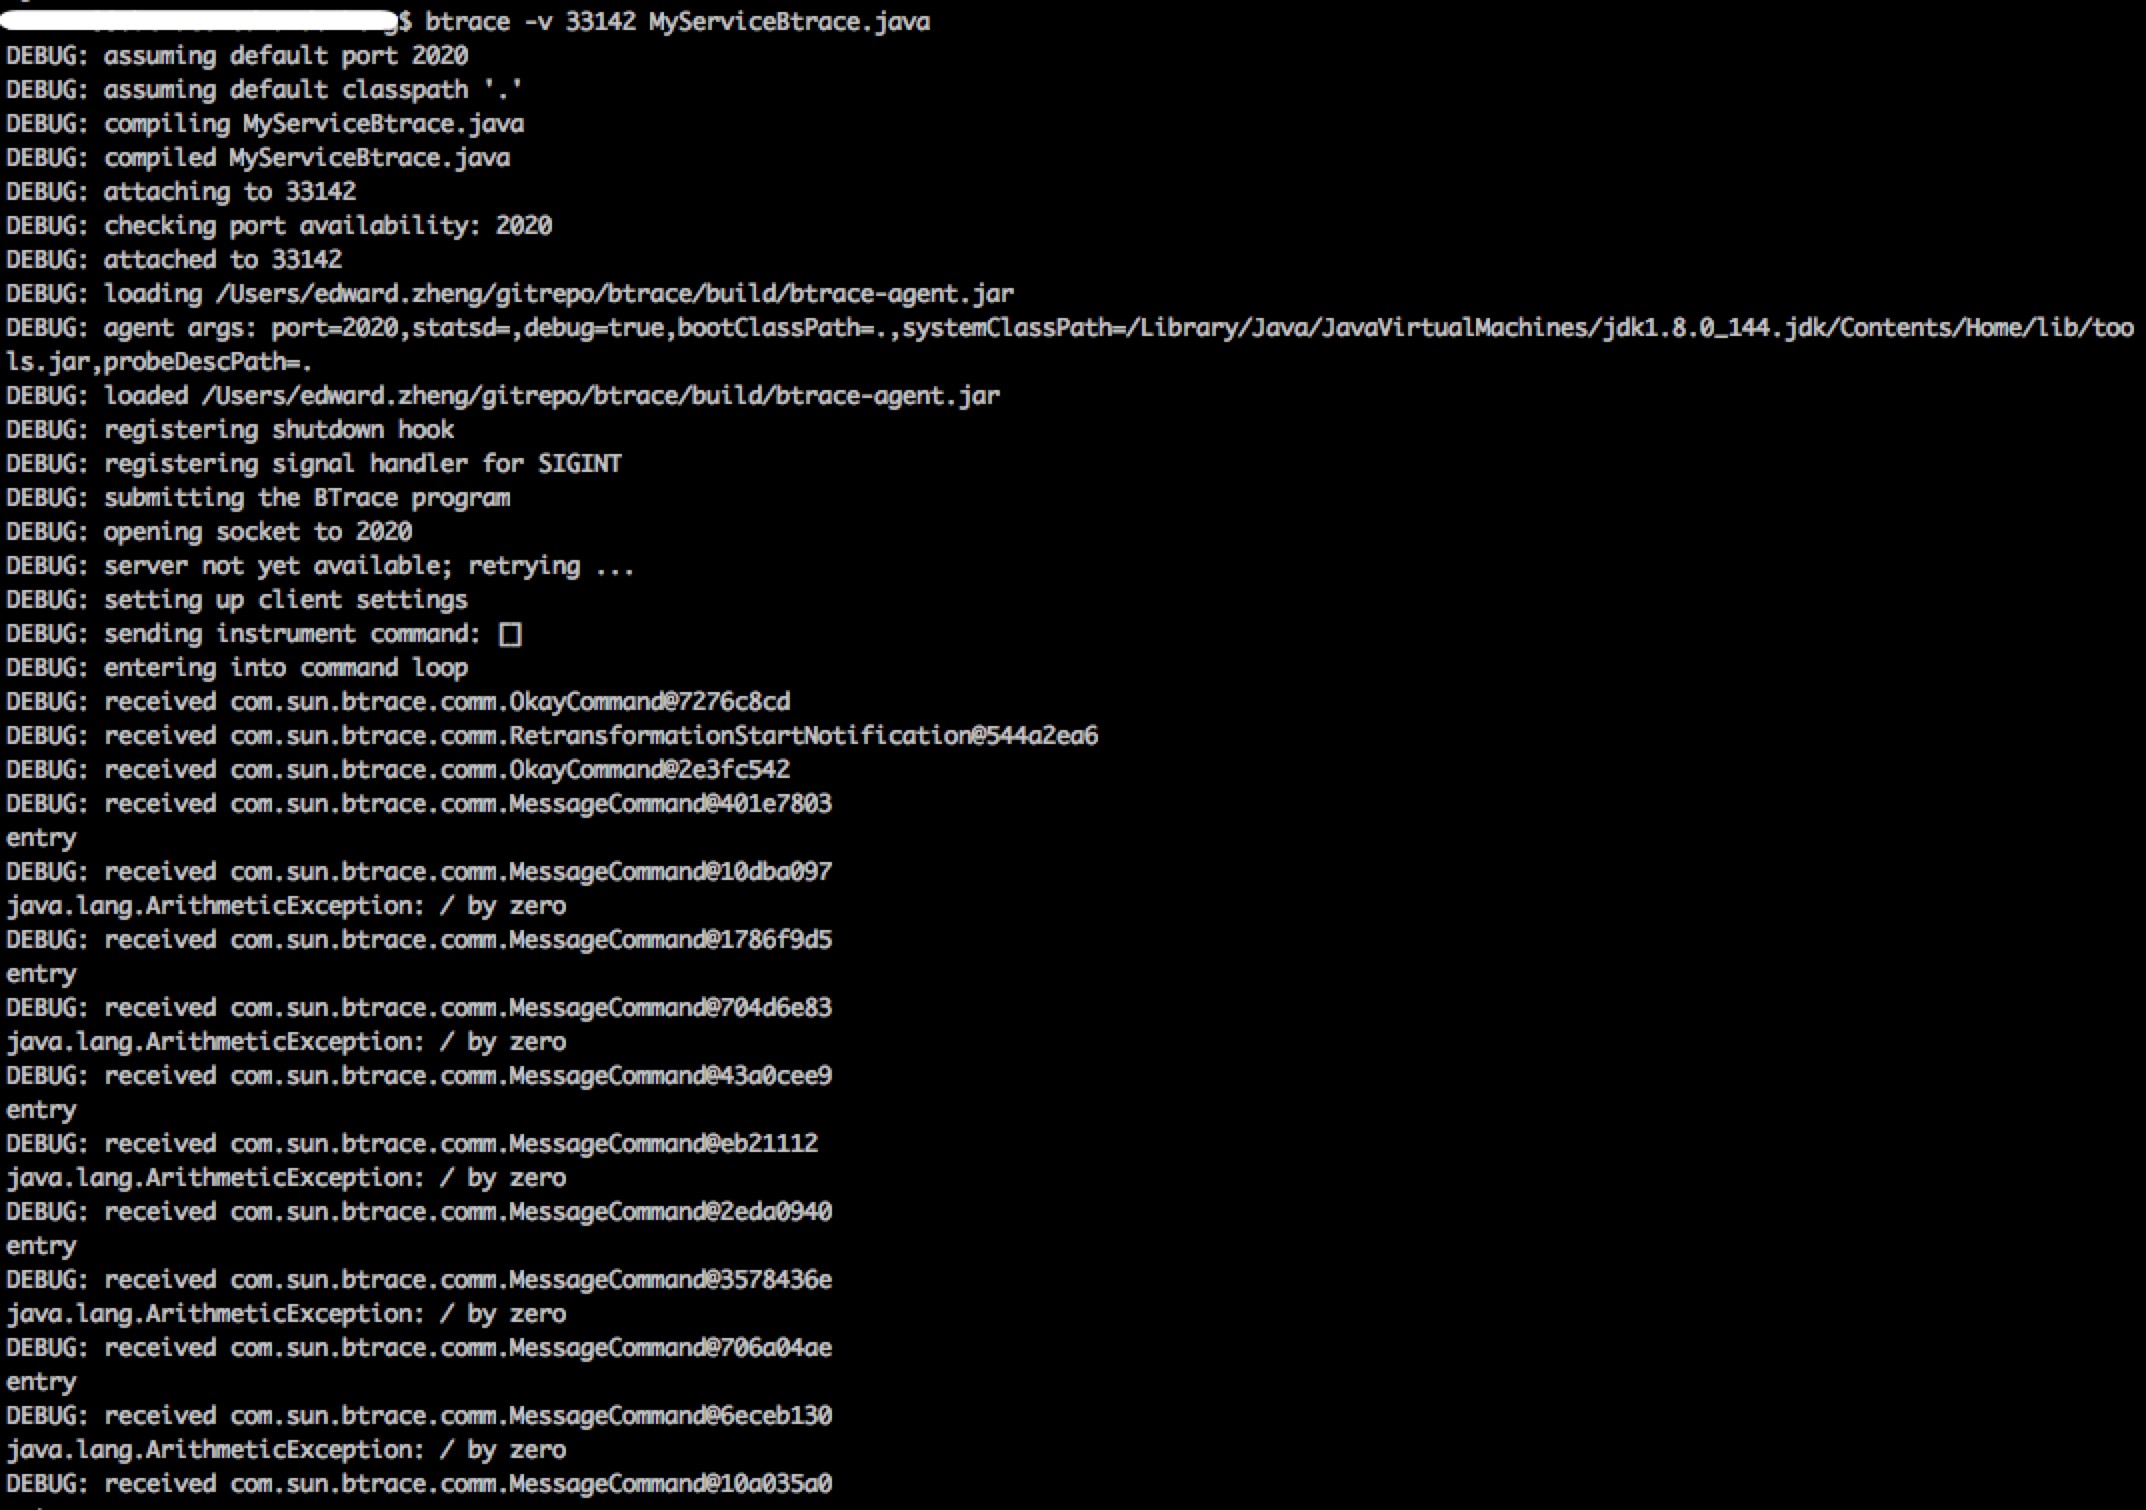 $ btrace -v 33142 MyServiceBtrace.java
DEBUG: assuming default port 2020
DEBUG: assuming default classpath '.'
DEBUG: compiling MyServiceBtrace.java
DEBUG: compiled MyServiceBtrace.java
DEBUG: attaching to 33142
DEBUG: checking port availability: 2020
DEBUG: attached to 33142
DEBUG: loading /Users/edward.zheng/gitrepo/btrace/build/btrace-agent.jar
DEBUG: agent args: port=2020,statsd=,debug=true,bootClassPath=.,systemClassPath=/Library/Java/JavaVirtualMachines/jdk1.8.0_144.jdk/Contents/Home/lib/too
ls.jar,probeDescPath=.
DEBUG: loaded /Users/edward.zheng/gitrepo/btrace/build/btrace-agent.jar
DEBUG: registering shutdown hook
DEBUG: registering signal handler for SIGINT
DEBUG: submitting the BTrace program
DEBUG: opening socket to 2020
DEBUG: server not yet available; retrying ...
DEBUG: setting up client settings
DEBUG: sending instrument command: []
DEBUG: entering into command loop
DEBUG: received com.sun.btrace.comm.OkayCommand@7276c8cd
DEBUG: received com.sun.btrace.comm.RetransformationStartNotification@544a2ea6
DEBUG: received com.sun.btrace.comm.OkayCommand@2e3fc542
DEBUG: received com.sun.btrace.comm.MessageCommand@401e7803
entry
DEBUG: received com.sun.btrace.comm.MessageCommand@10dba097
java.lang.ArithmeticException: / by zero
DEBUG: received com.sun.btrace.comm.MessageCommand@1786f9d5
entry
DEBUG: received com.sun.btrace.comm.MessageCommand@704d6e83
java.lang.ArithmeticException: / by zero
DEBUG: received com.sun.btrace.comm.MessageCommand@43a0cee9
entry
DEBUG: received com.sun.btrace.comm.MessageCommand@eb21112
java.lang.ArithmeticException: / by zero
DEBUG: received com.sun.btrace.comm.MessageCommand@2eda0940
entry
DEBUG: received com.sun.btrace.comm.MessageCommand@3578436e
java.lang.ArithmeticException: / by zero
DEBUG: received com.sun.btrace.comm.MessageCommand@706a04ae
entry
DEBUG: received com.sun.btrace.comm.MessageCommand@6eceb130
java.lang.ArithmeticException: / by zero
DEBUG: received com.sun.btrace.comm.MessageCommand@10a035a0